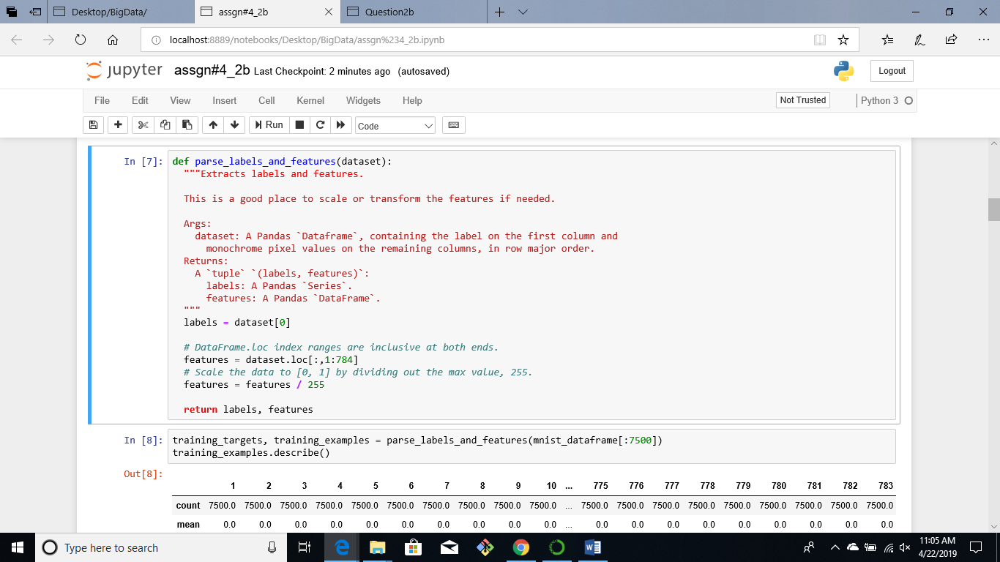 Desktop/BigData/
assgn#4_2b
Question2b
localhost:8889/notebooks/Desktop/BigData/assgn%234_2b.ipynb
jupyter assgn#4_2b Last Checkpoint: 2 minutes ago (autosaved)
Logout
File Edit View Insert Cell Kernel Widgets Help
Not Trusted
Python 3
Run
Code
In [7]:
def parse_labels_and_features(dataset):
  """Extracts labels and features.

  This is a good place to scale or transform the features if needed.

  Args:
    dataset: A Pandas `Dataframe`, containing the label on the first column and
      monochrome pixel values on the remaining columns, in row major order.
  Returns:
    A `tuple` `(labels, features)`:
      labels: A Pandas `Series`.
      features: A Pandas `DataFrame`.
  """
  labels = dataset[0]

  # DataFrame.loc index ranges are inclusive at both ends.
  features = dataset.loc[:,1:784]
  # Scale the data to [0, 1] by dividing out the max value, 255.
  features = features / 255

  return labels, features
In [8]:
training_targets, training_examples = parse_labels_and_features(mnist_dataframe[:7500])
training_examples.describe()
Out[8]:
1 2 3 4 5 6 7 8 9 10 ... 775 776 777 778 779 780 781 782 783
count 7500.0 7500.0 7500.0 7500.0 7500.0 7500.0 7500.0 7500.0 7500.0 7500.0 ... 7500.0 7500.0 7500.0 7500.0 7500.0 7500.0 7500.0 7500.0 7500.0
mean 0.0 0.0 0.0 0.0 0.0 0.0 0.0 0.0 0.0 0.0 ... 0.0 0.0 0.0 0.0 0.0 0.0 0.0 0.0 0.0
Type here to search
11:05 AM
4/22/2019